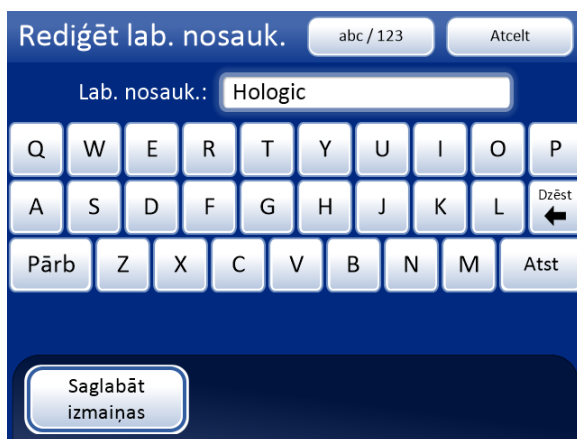 Rediģēt lab. nosauk. abc / 123 Atcelt
Lab. nosauk.: Hologic
Q W E R T Y U I O P
A S D F G H J K L Dzēst
Pārb Z X C V B N M Atst
Saglabāt
izmaiņas